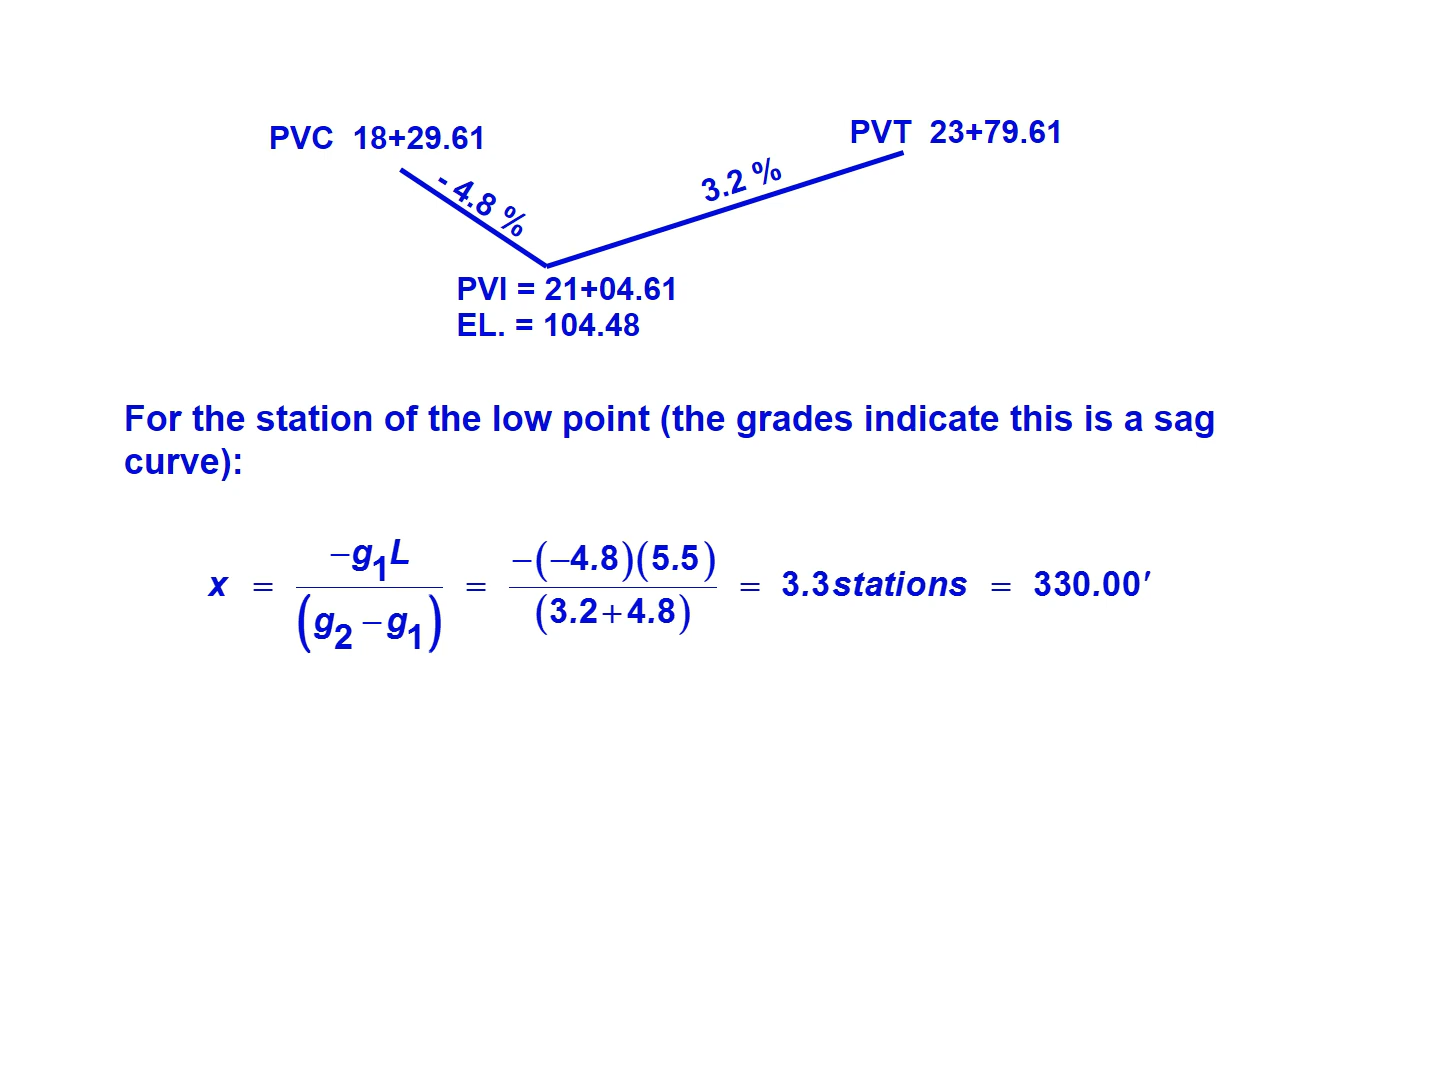 PVC 18+29.61
PVT 23+79.61
- 4.8 %
3.2 %
PVI = 21+04.61
EL. = 104.48
For the station of the low point (the grades indicate this is a sag
curve):
x = −g₁L / (g₂ − g₁) = −(−4.8)(5.5) / (3.2+4.8) = 3.3stations = 330.00′